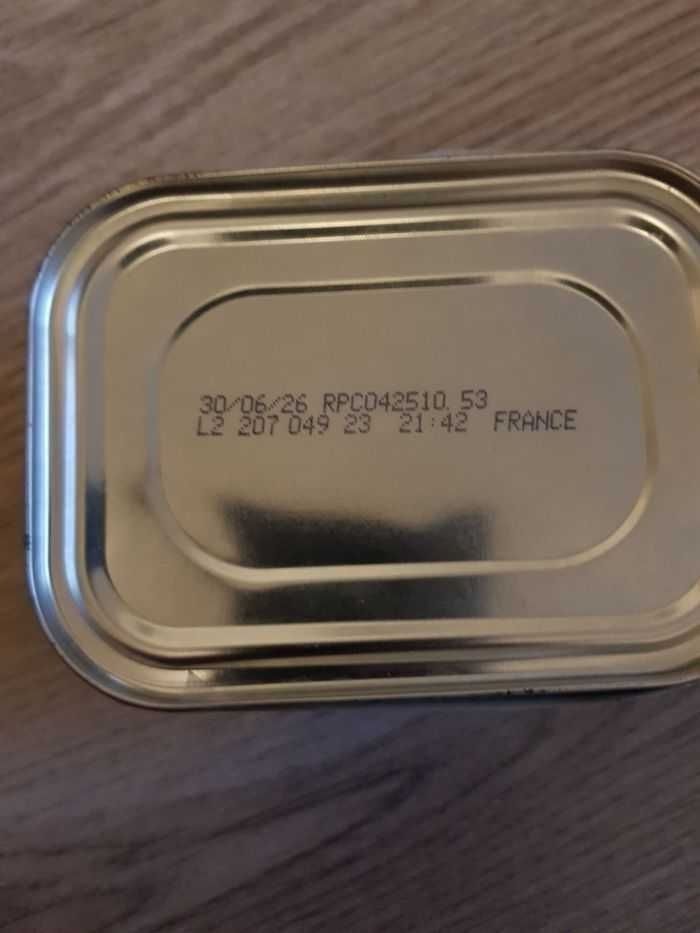 30/06/26 RPC042510.53
L2 207 049 23 21:42 FRANCE